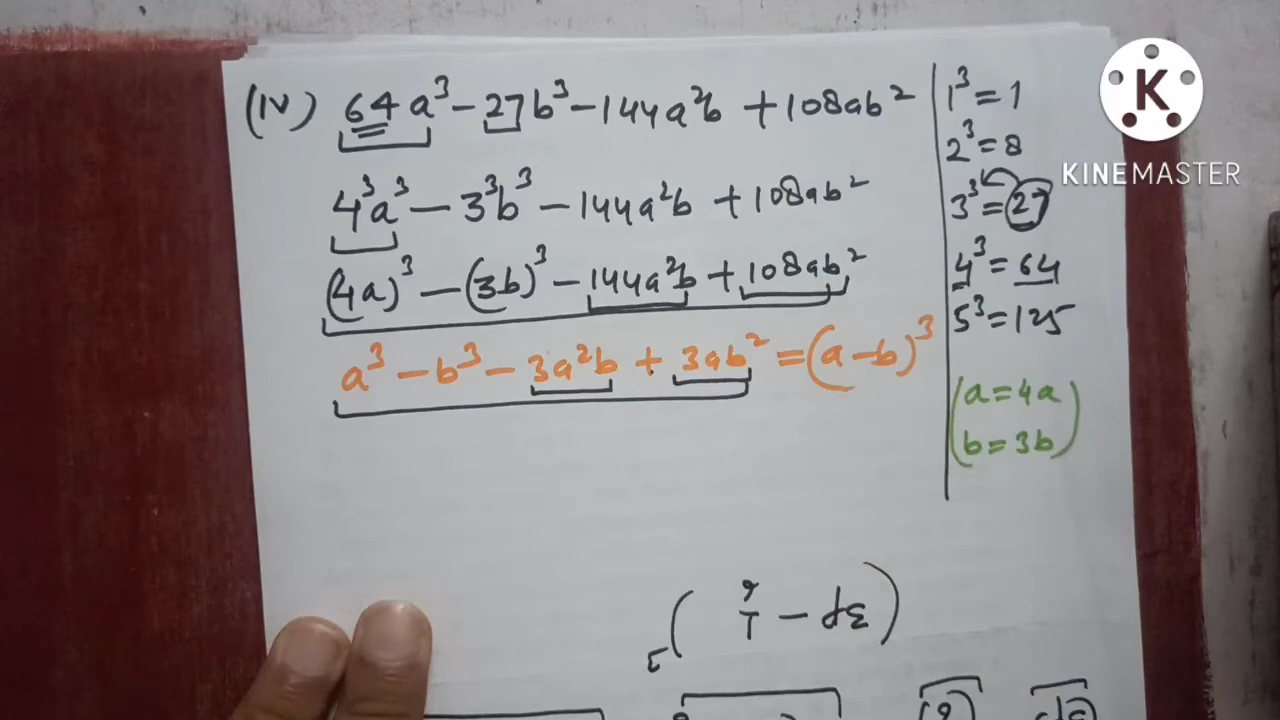 (IV) 64a³ - 27b³ - 144a²b + 108ab²
4³a³ - 3³b³ - 144a²b + 108ab²
(4a)³ - (3b)³ - 144a²b + 108ab²
a³ - b³ - 3a²b + 3ab² = (a - b)³
1³ = 1
2³ = 8
3³ = 27
4³ = 64
5³ = 125
(a = 4a
b = 3b)
K
KINEMASTER